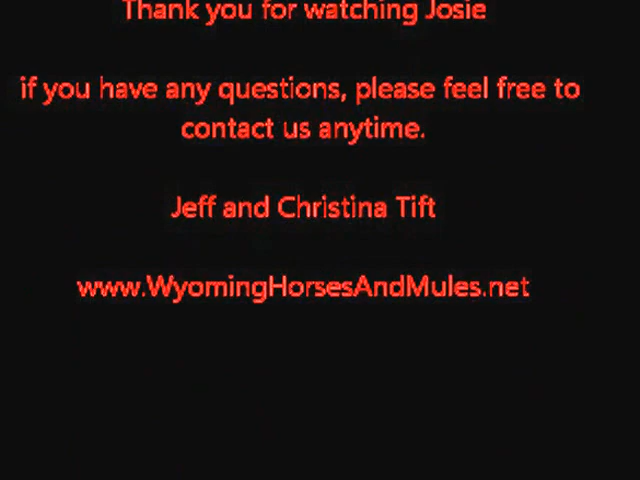 Thank you for watching Josie
if you have any questions, please feel free to
contact us anytime.
Jeff and Christina Tift
www.WyomingHorsesAndMules.net